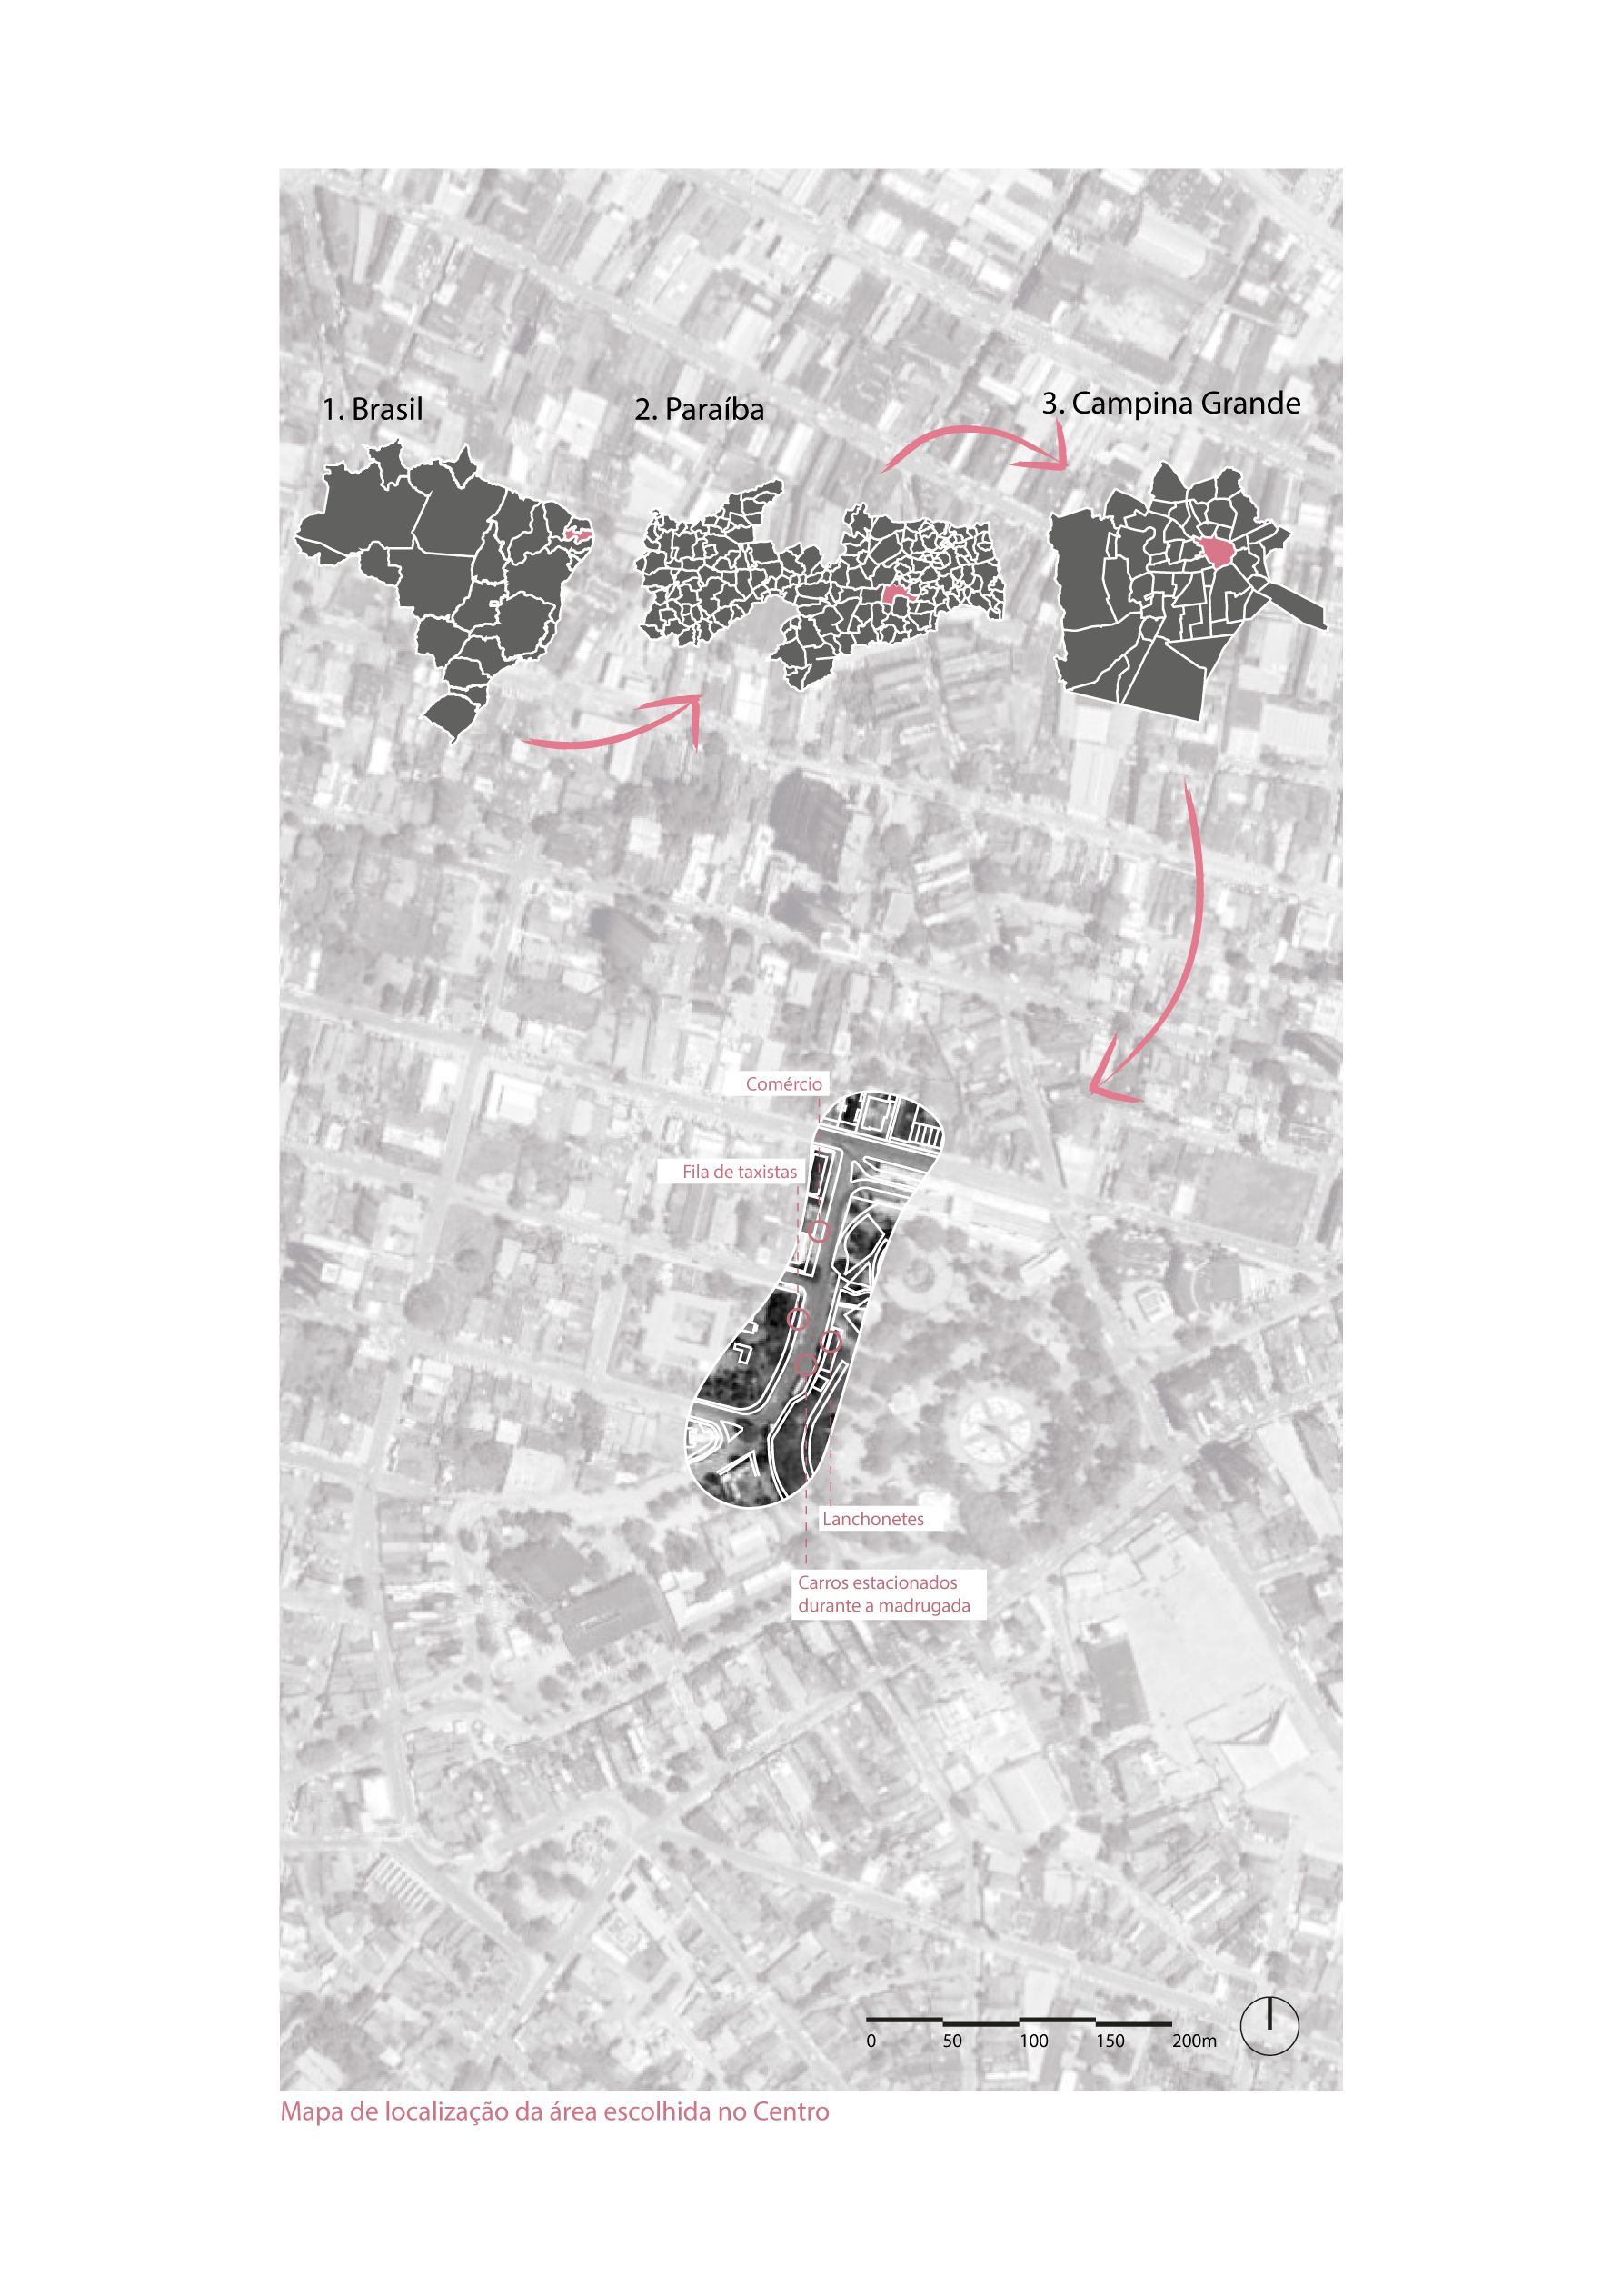 1. Brasil
2. Paraíba
3. Campina Grande
Comércio
Fila de taxistas
Lanchonetes
Carros estacionados
durante a madrugada
0 50 100 150 200m
Mapa de localização da área escolhida no Centro